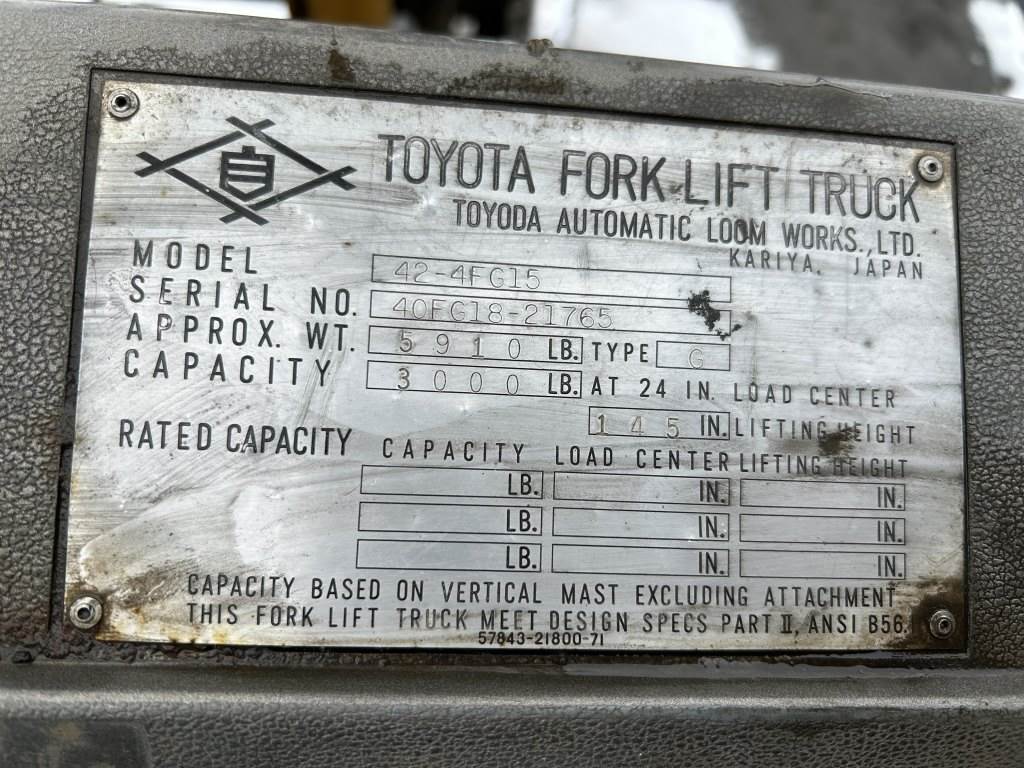 TOYOTA FORK LIFT TRUCK
TOYODA AUTOMATIC LOOM WORKS., LTD.
KARIYA, JAPAN
MODEL 42-4FG15
SERIAL NO. 40FG18-21765
APPROX. WT. 5910 LB. TYPE G
CAPACITY 3000 LB. AT 24 IN. LOAD CENTER
145 IN. LIFTING HEIGHT
RATED CAPACITY CAPACITY LOAD CENTER LIFTING HEIGHT
LB. IN. IN.
LB. IN. IN.
LB. IN. IN.
CAPACITY BASED ON VERTICAL MAST EXCLUDING ATTACHMENT
THIS FORK LIFT TRUCK MEET DESIGN SPECS PART II, ANSI B56.
57843-21800-71